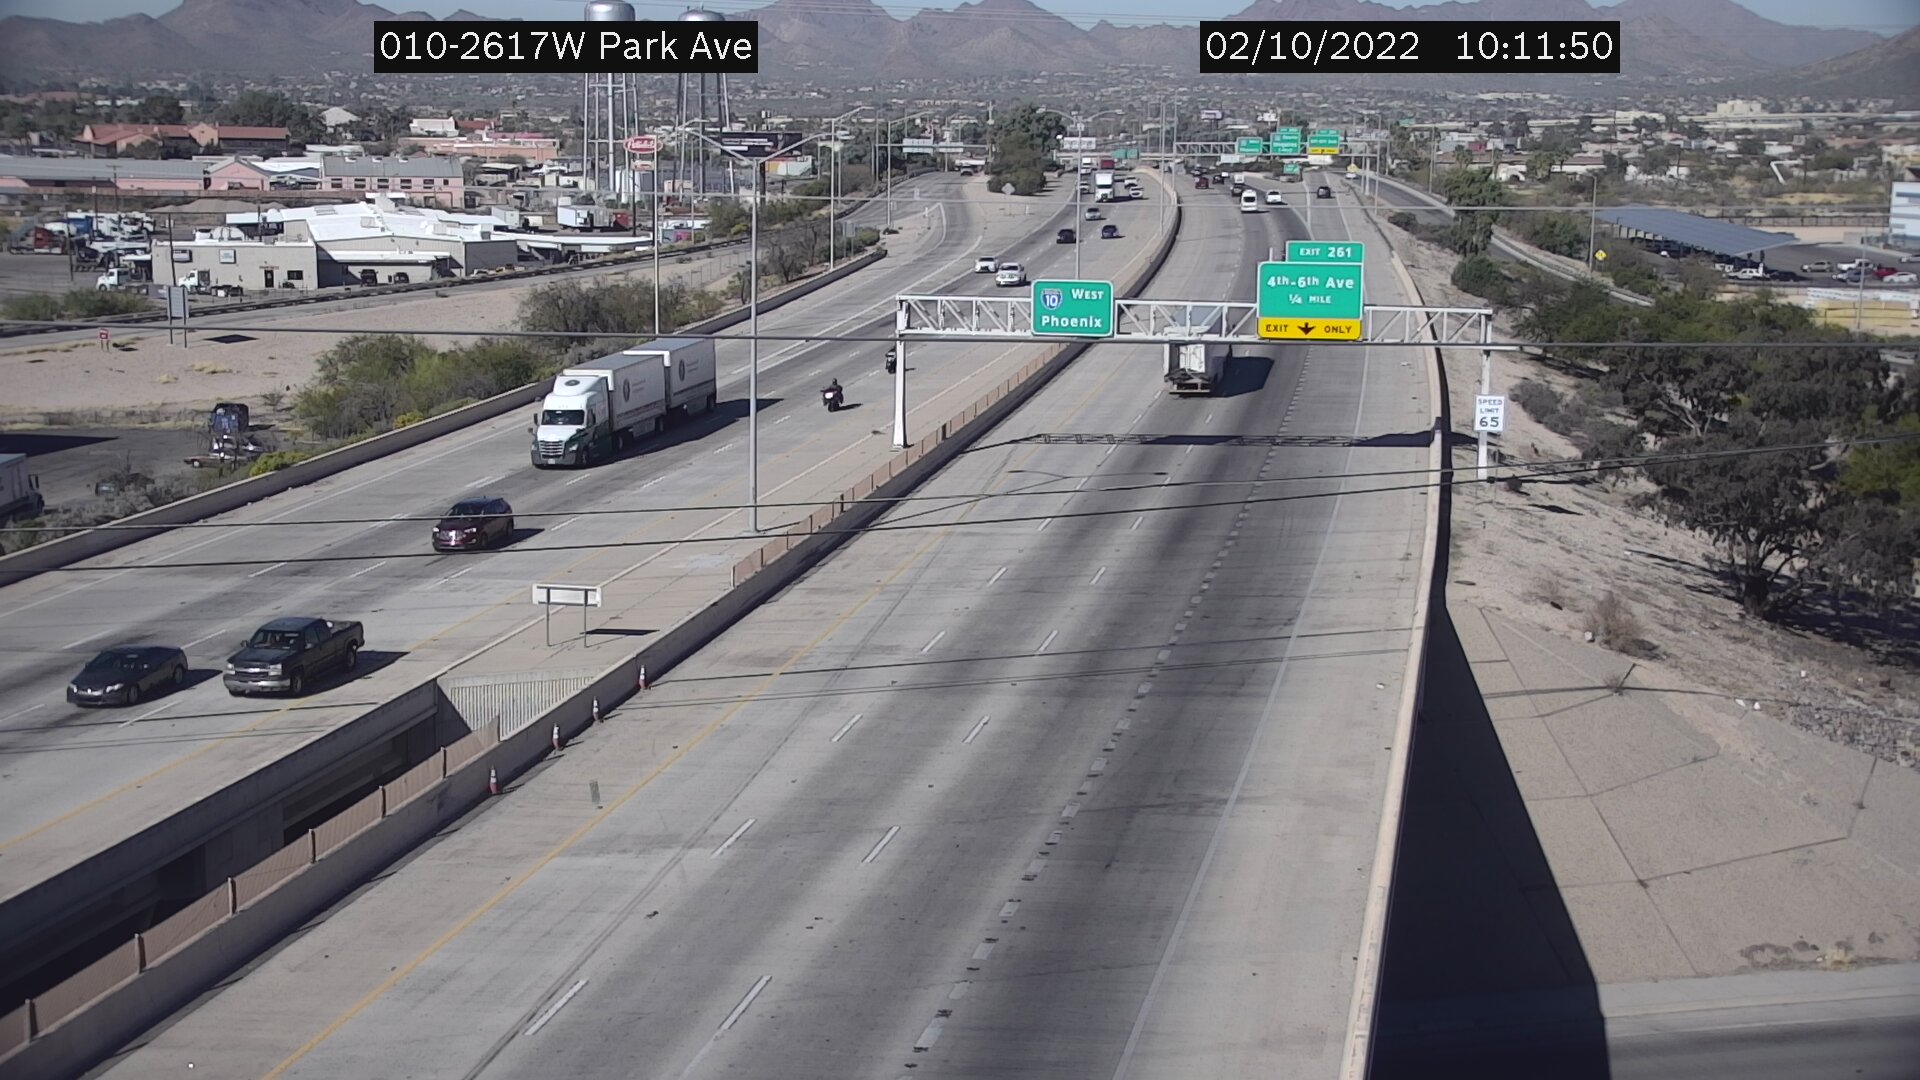 010-2617W Park Ave
02/10/2022 10:11:50
EXIT 261
4th-6th Ave
1/4 MILE
EXIT ONLY
10 WEST
Phoenix
SPEED
LIMIT
65